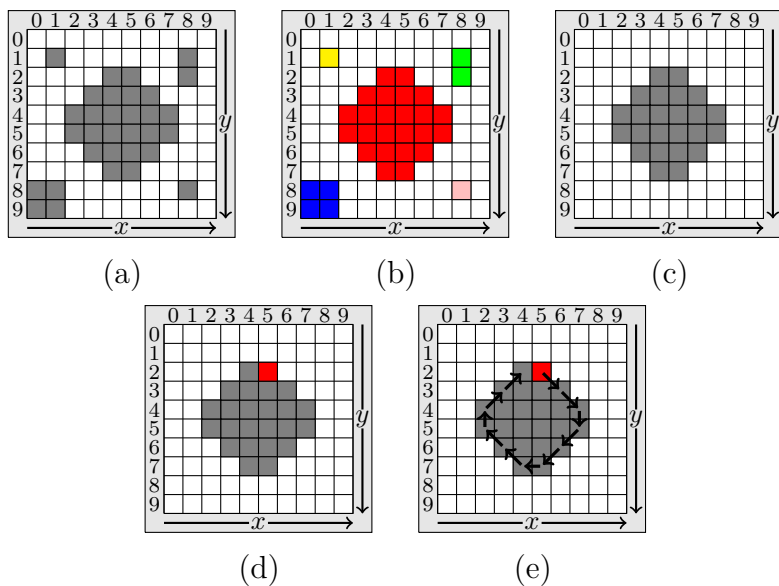 0 1 2 3 4 5 6 7 8 9 0 1 2 3 4 5 6 7 8 9 0 1 2 3 4 5 6 7 8 9
0 0 0
1 1 1
2 2 2
3 3 3
4 4 4
y y y
5 5 5
6 6 6
7 7 7
8 8 8
9 9 9
x x x
(a) (b) (c)
0 1 2 3 4 5 6 7 8 9 0 1 2 3 4 5 6 7 8 9
0 0
1 1
2 2
3 3
4 4
y y
5 5
6 6
7 7
8 8
9 9
x x
(d) (e)